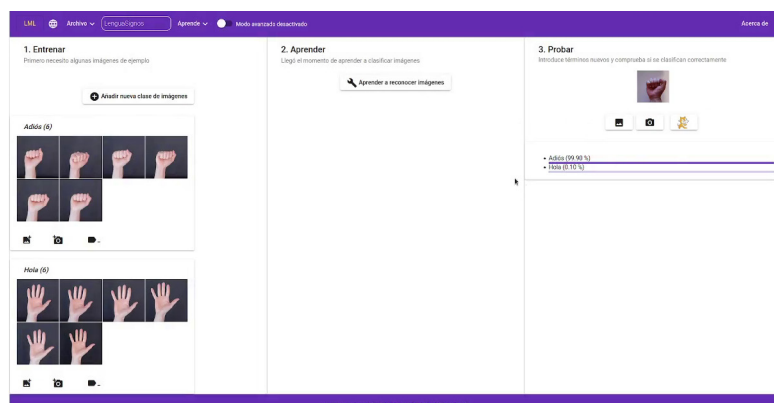 LML Archivo LenguaSignos Aprende Modo avanzado desactivado Acerca de
1. Entrenar
Primero necesito algunas imágenes de ejemplo
Añadir nueva clase de imágenes
Adiós (6)
Hola (6)
2. Aprender
Llegó el momento de aprender a clasificar imágenes
Aprender a reconocer imágenes
3. Probar
Introduce términos nuevos y comprueba si se clasifican correctamente
Adiós (99.90 %)
Hola (0.10 %)